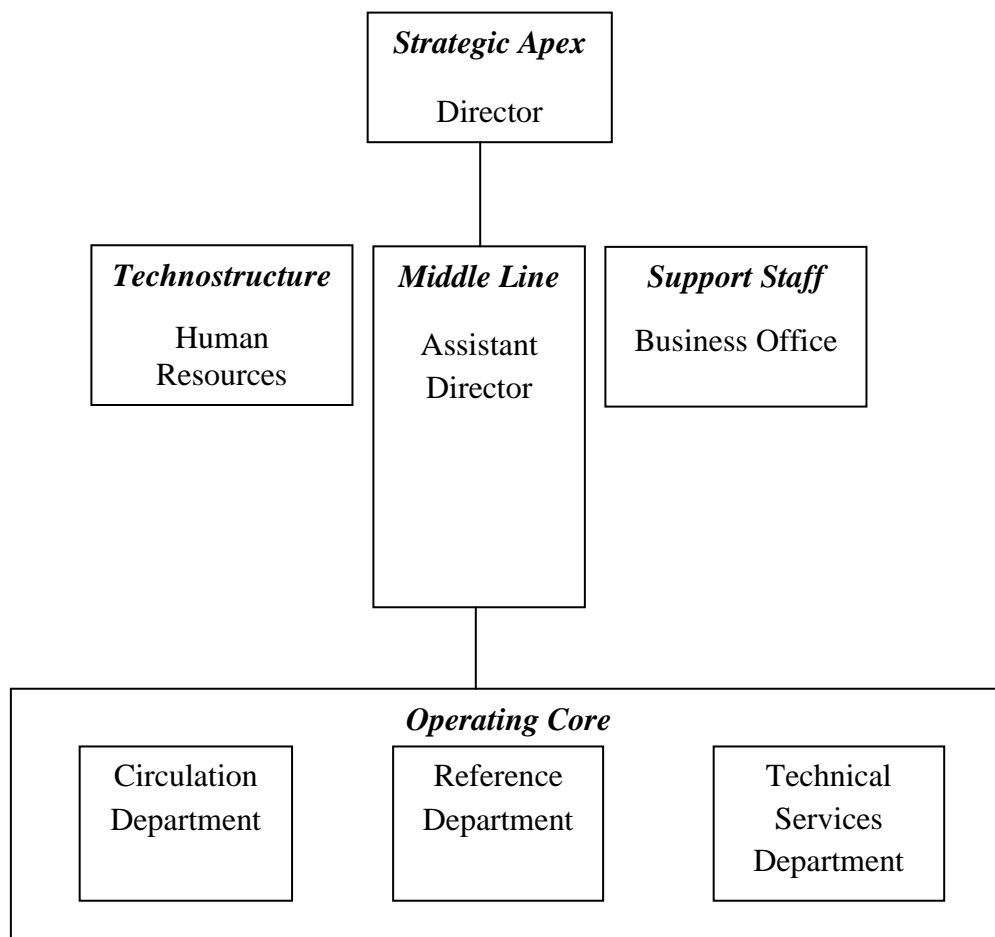 Strategic Apex
Director
Technostructure
Human
Resources
Middle Line
Assistant
Director
Support Staff
Business Office
Operating Core
Circulation
Department
Reference
Department
Technical
Services
Department